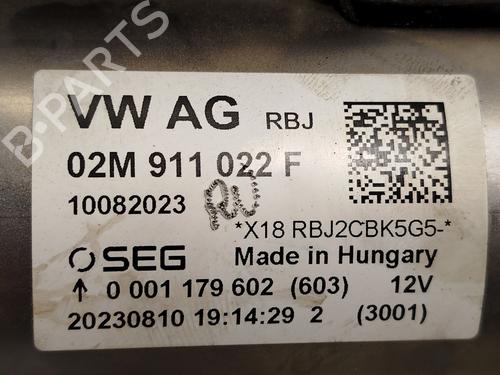 VW AG RBJ
02M 911 022 F
10082023 RU
*X18 RBJ2CBK5G5-*
SEG Made in Hungary
↑ 0 001 179 602 (603) 12V
20230810 19:14:29 2 (3001)
B-PARTS